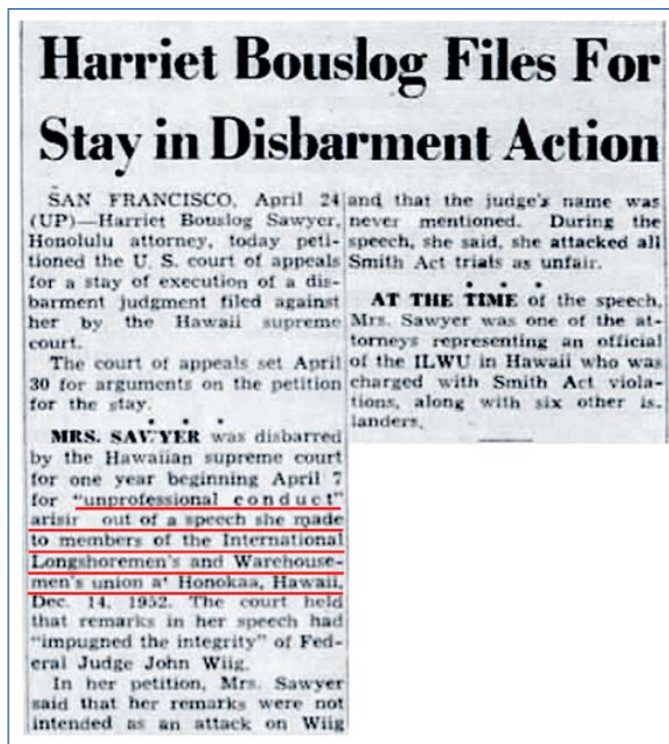 Harriet Bouslog Files For
Stay in Disbarment Action
SAN FRANCISCO, April 24
(UP)—Harriet Bouslog Sawyer,
Honolulu attorney, today peti-
tioned the U. S. court of appeals
for a stay of execution of a dis-
barment judgment filed against
her by the Hawaii supreme
court.
The court of appeals set April
30 for arguments on the petition
for the stay.
• • •
MRS. SAWYER was disbarred
by the Hawaiian supreme court
for one year beginning April 7
for "unprofessional conduct"
arisir out of a speech she made
to members of the International
Longshoremen's and Warehouse-
men's union at Honokaa, Hawaii,
Dec. 14, 1952. The court held
that remarks in her speech had
"impugned the integrity" of Fed-
eral Judge John Wiig.
In her petition, Mrs. Sawyer
said that her remarks were not
intended as an attack on Wiig
and that the judge's name was
never mentioned. During the
speech, she said, she attacked all
Smith Act trials as unfair.
• • •
AT THE TIME of the speech,
Mrs. Sawyer was one of the at-
torneys representing an official
of the ILWU in Hawaii who was
charged with Smith Act viola-
tions, along with six other is-
landers.